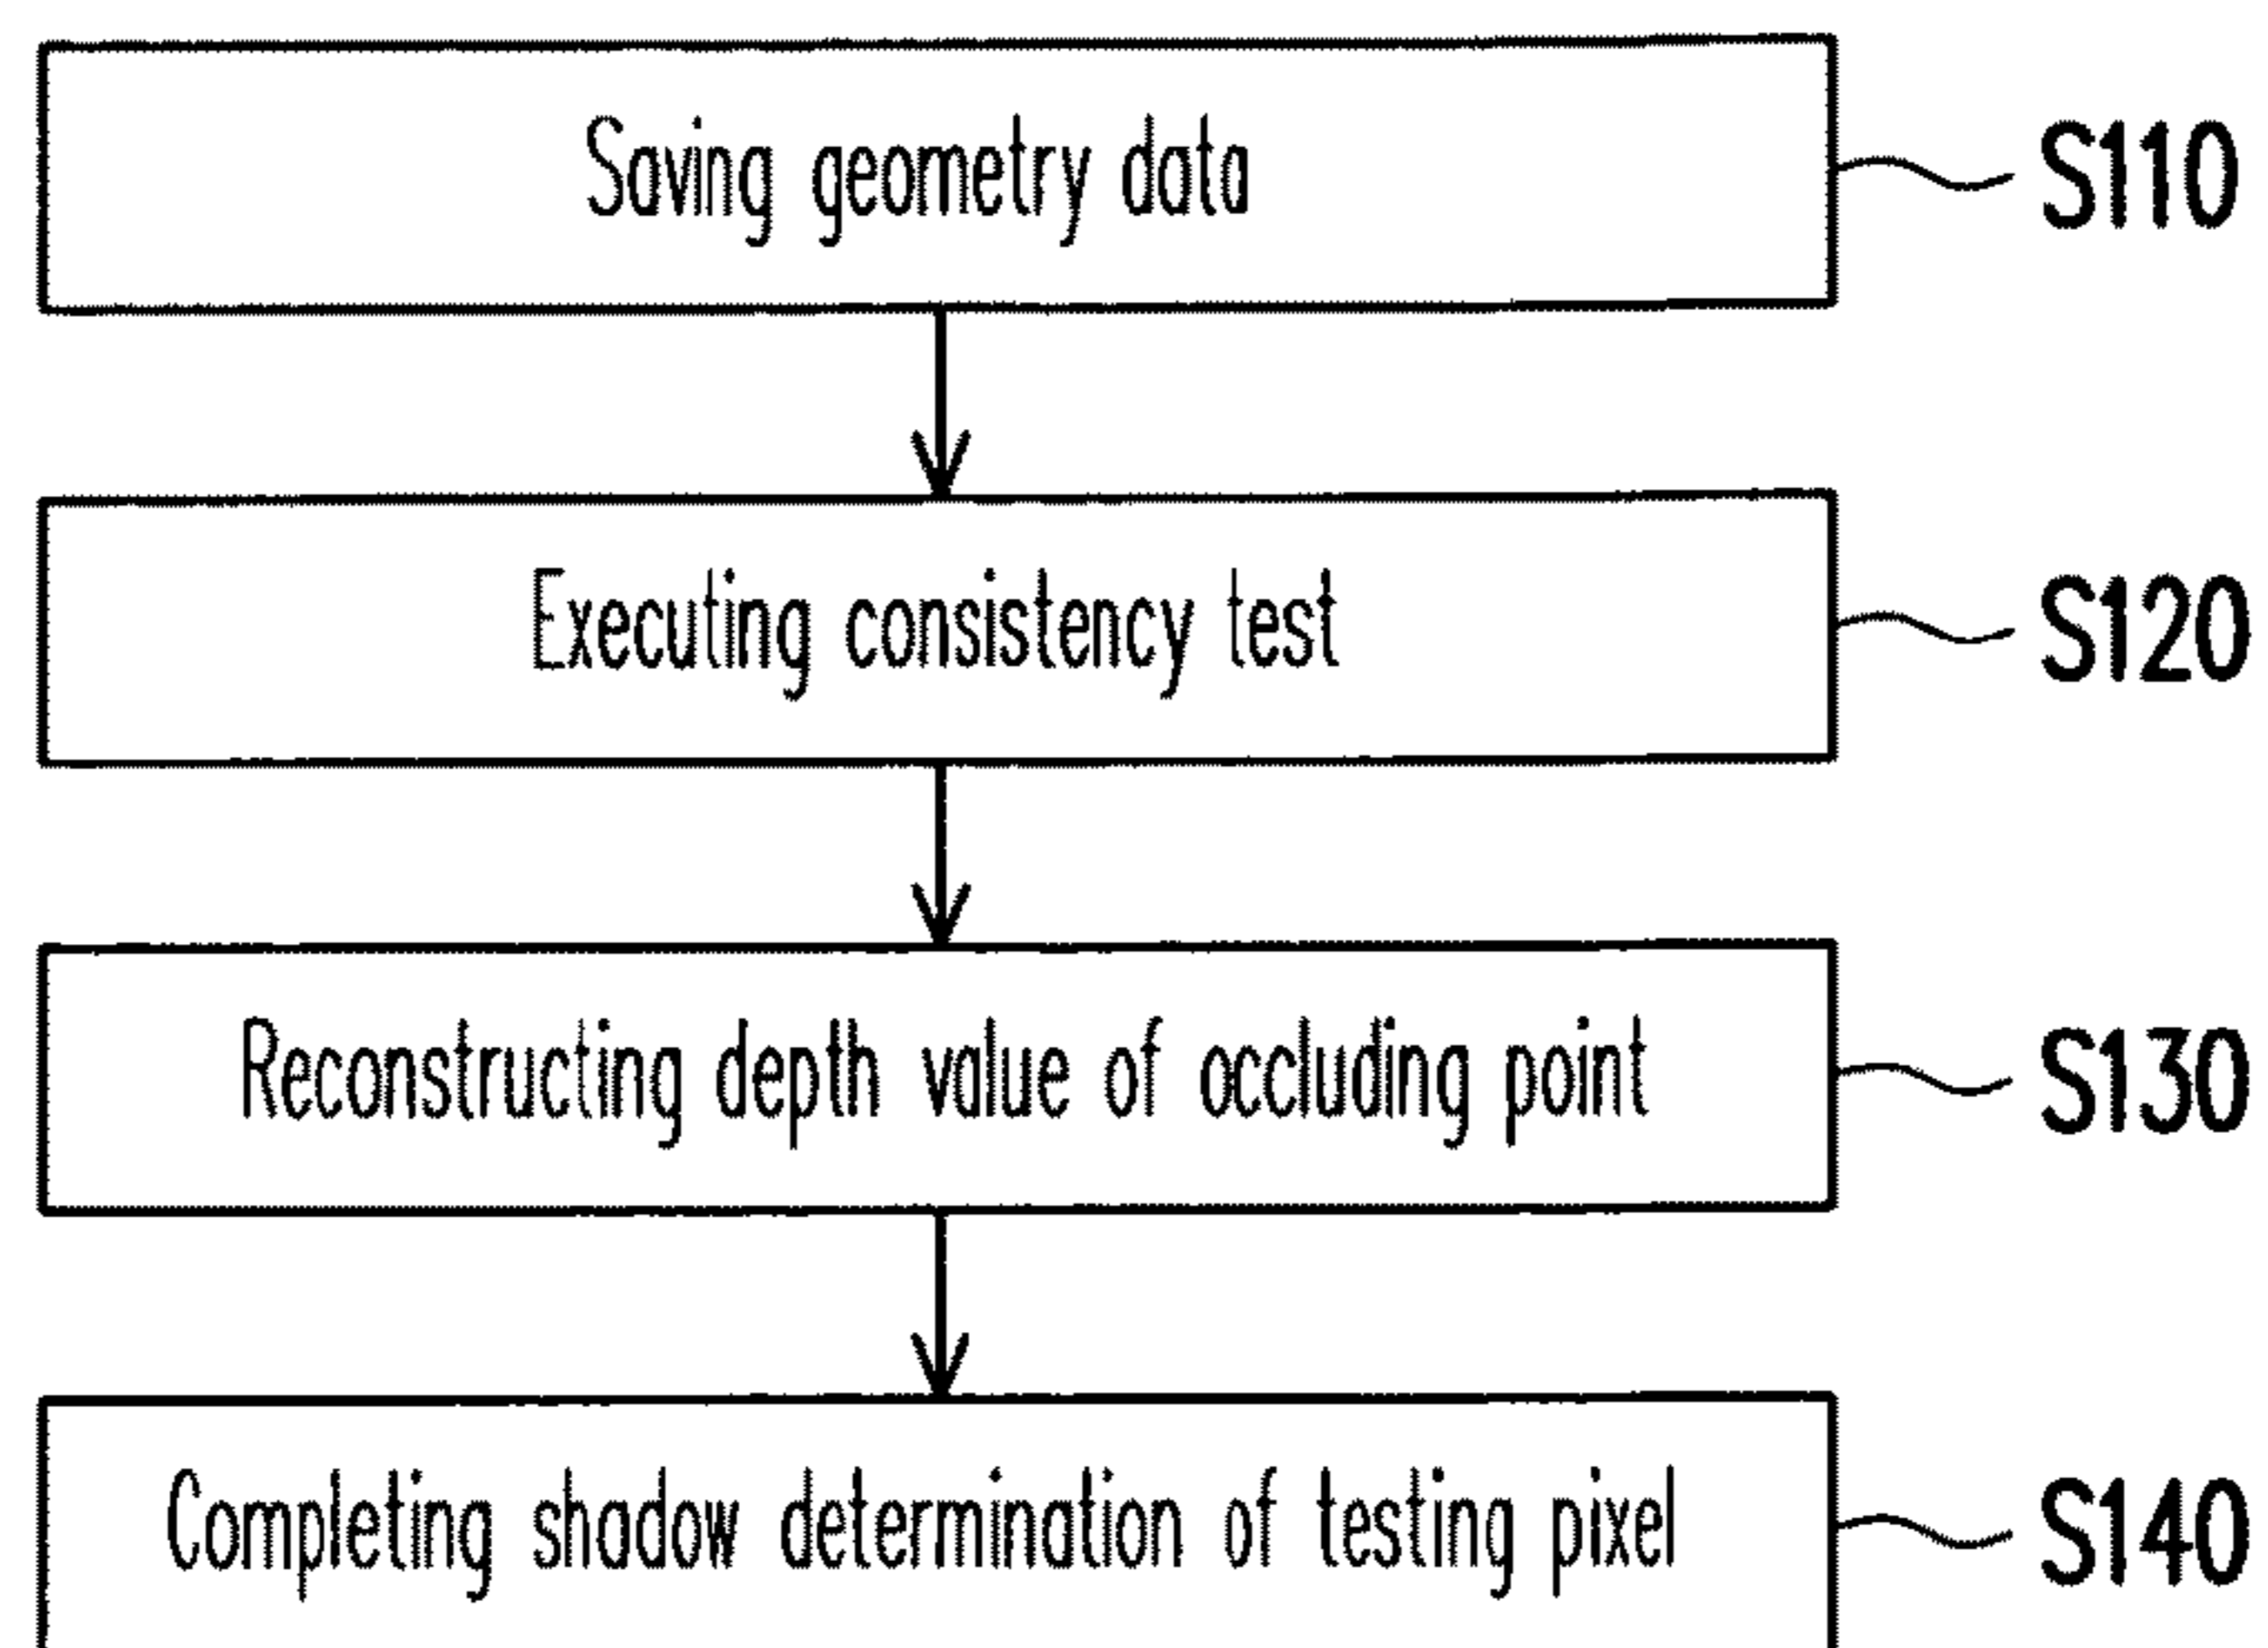 Saving geometry data S110
Executing consistency test S120
Reconstructing depth value of occluding point S130
Completing shadow determination of testing pixel S140